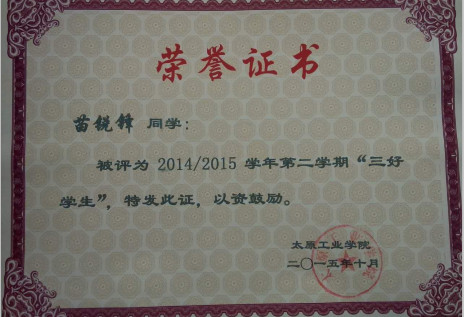 荣誉证书
苗锐锋 同学：
被评为 2014/2015 学年第二学期“三好
学生”，特发此证，以资鼓励。
太原工业学院
二〇一五年十月